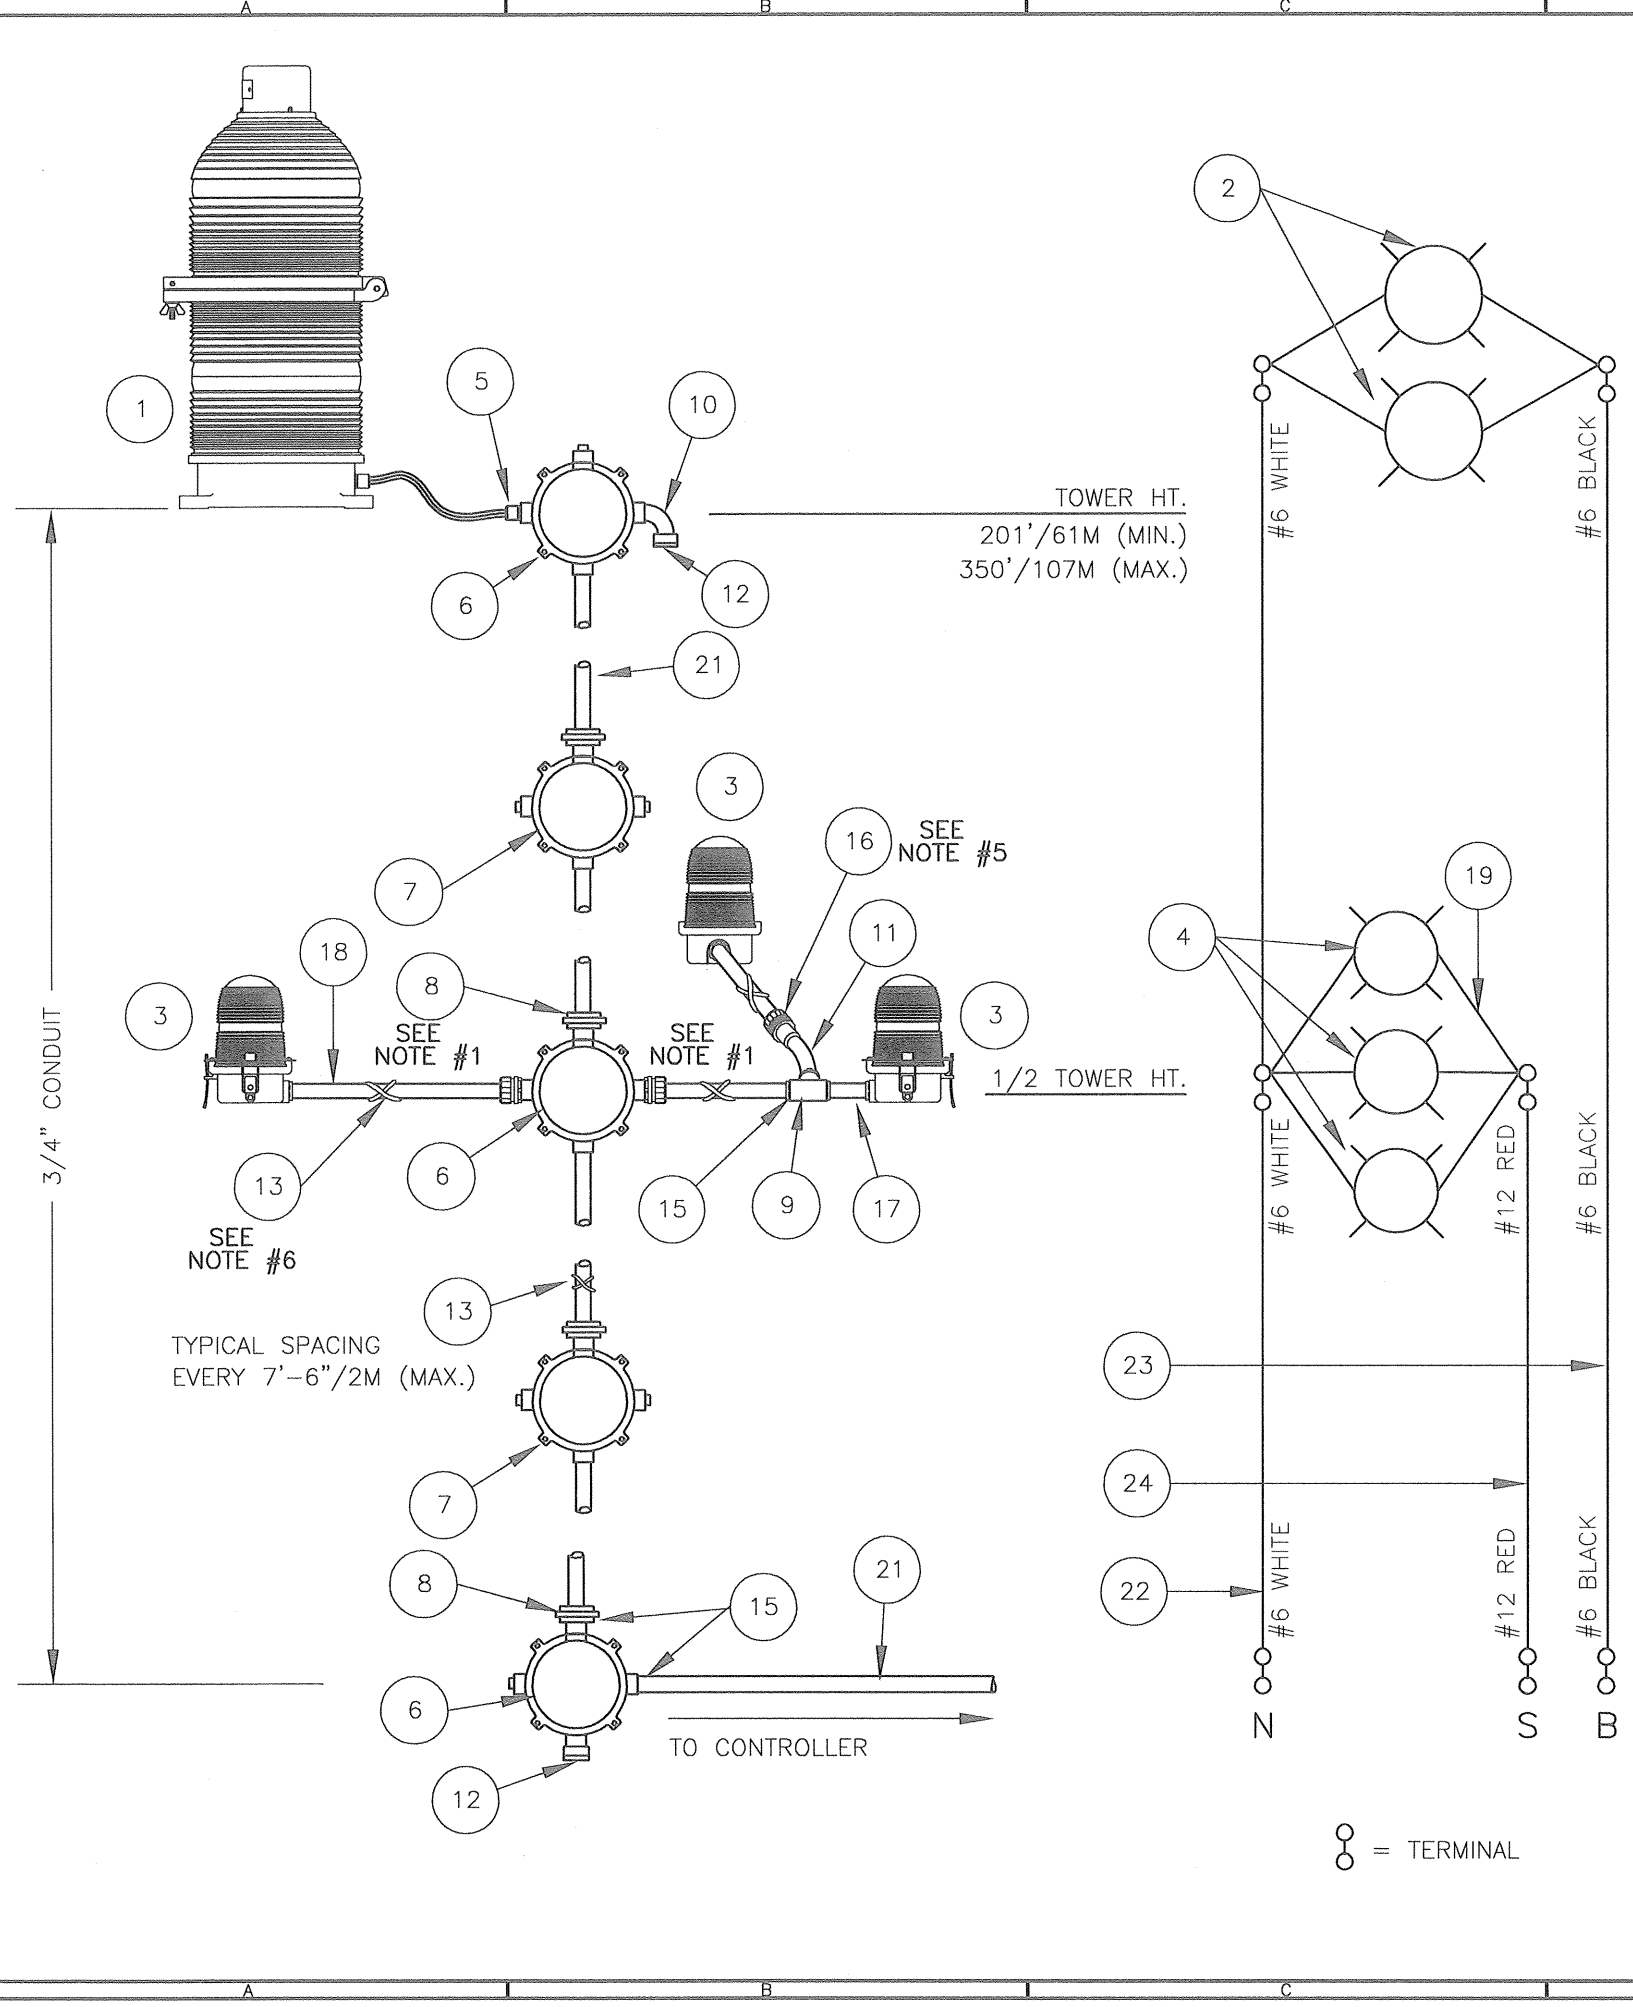 A B C
2
5
1
10
#6 WHITE
#6 BLACK
TOWER HT.
201'/61M (MIN.)
350'/107M (MAX.)
6
12
21
3
16
SEE
NOTE #5
7
19
11
4
18
8
3
SEE
NOTE #1
SEE
NOTE #1
3
3/4" CONDUIT
1/2 TOWER HT.
13
6
15
9
17
#6 WHITE
#12 RED
#6 BLACK
SEE
NOTE #6
13
TYPICAL SPACING
EVERY 7'-6"/2M (MAX.)
23
7
24
8
15
21
22
#6 WHITE
#12 RED
#6 BLACK
6
TO CONTROLLER
N S B
12
= TERMINAL
A B C